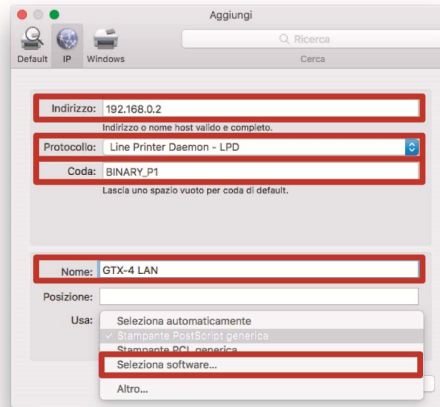 Aggiungi
Default IP Windows
Ricerca
Cerca
Indirizzo: 192.168.0.2
Indirizzo o nome host valido e completo.
Protocollo: Line Printer Daemon - LPD
Coda: BINARY_P1
Lascia uno spazio vuoto per coda di default.
Nome: GTX-4 LAN
Posizione:
Usa: Seleziona automaticamente
Stampante PostScript generica
Stampante PCL generica
Seleziona software...
Altro...